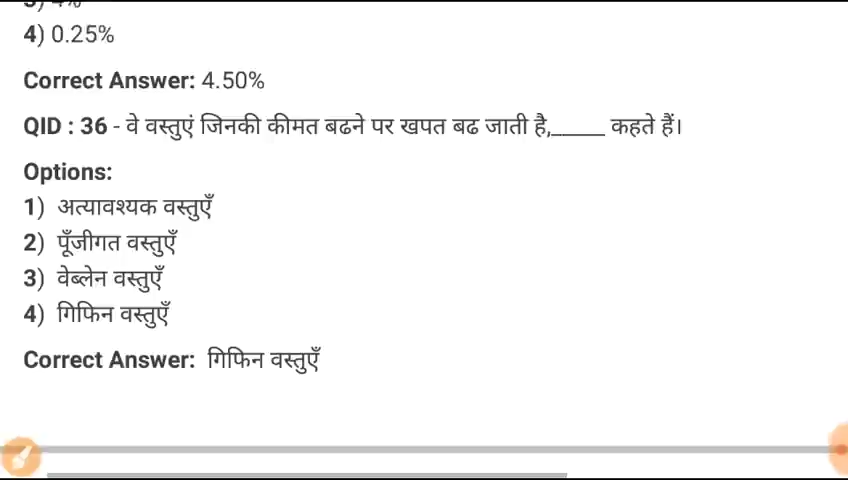 4) 0.25%
Correct Answer: 4.50%
QID : 36 - वे वस्तुएं जिनकी कीमत बढने पर खपत बढ जाती है,_____ कहते हैं।
Options:
1) अत्यावश्यक वस्तुएँ
2) पूँजीगत वस्तुएँ
3) वेब्लेन वस्तुएँ
4) गिफिन वस्तुएँ
Correct Answer: गिफिन वस्तुएँ